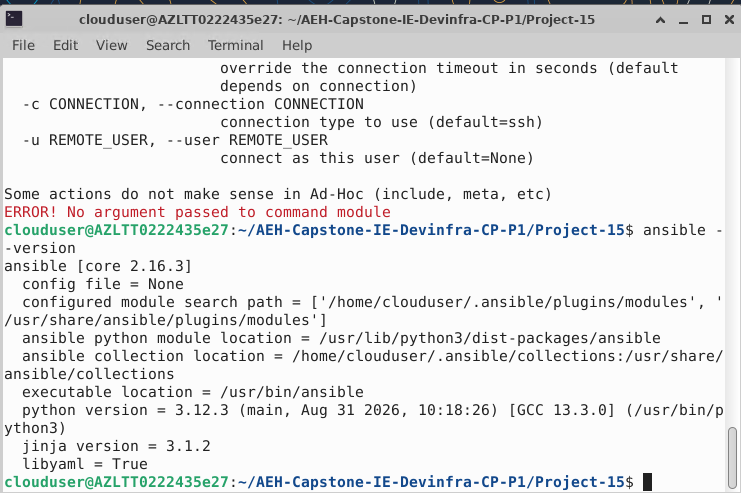 clouduser@AZLTT0222435e27: ~/AEH-Capstone-IE-Devinfra-CP-P1/Project-15
File Edit View Search Terminal Help
override the connection timeout in seconds (default
depends on connection)
-c CONNECTION, --connection CONNECTION
connection type to use (default=ssh)
-u REMOTE_USER, --user REMOTE_USER
connect as this user (default=None)
Some actions do not make sense in Ad-Hoc (include, meta, etc)
ERROR! No argument passed to command module
clouduser@AZLTT0222435e27:~/AEH-Capstone-IE-Devinfra-CP-P1/Project-15$ ansible -
-version
ansible [core 2.16.3]
config file = None
configured module search path = ['/home/clouduser/.ansible/plugins/modules', '
/usr/share/ansible/plugins/modules']
ansible python module location = /usr/lib/python3/dist-packages/ansible
ansible collection location = /home/clouduser/.ansible/collections:/usr/share/
ansible/collections
executable location = /usr/bin/ansible
python version = 3.12.3 (main, Aug 31 2026, 10:18:26) [GCC 13.3.0] (/usr/bin/p
ython3)
jinja version = 3.1.2
libyaml = True
clouduser@AZLTT0222435e27:~/AEH-Capstone-IE-Devinfra-CP-P1/Project-15$